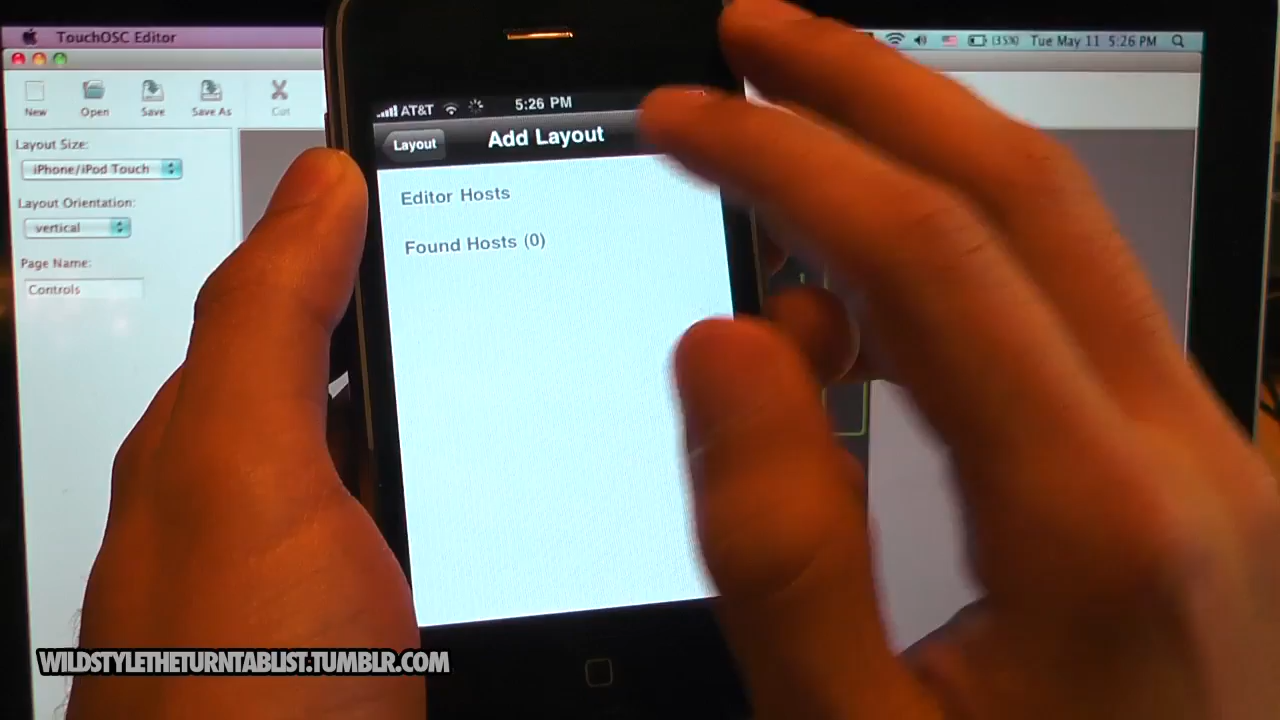 TouchOSC Editor
(35%) Tue May 11 5:26 PM
New Open Save Save As Cut
Layout Size:
iPhone/iPod Touch
Layout Orientation:
vertical
Page Name:
Controls
AT&T 5:26 PM
Layout Add Layout
Editor Hosts
Found Hosts (0)
WILDSTYLETHETURNTABLIST.TUMBLR.COM